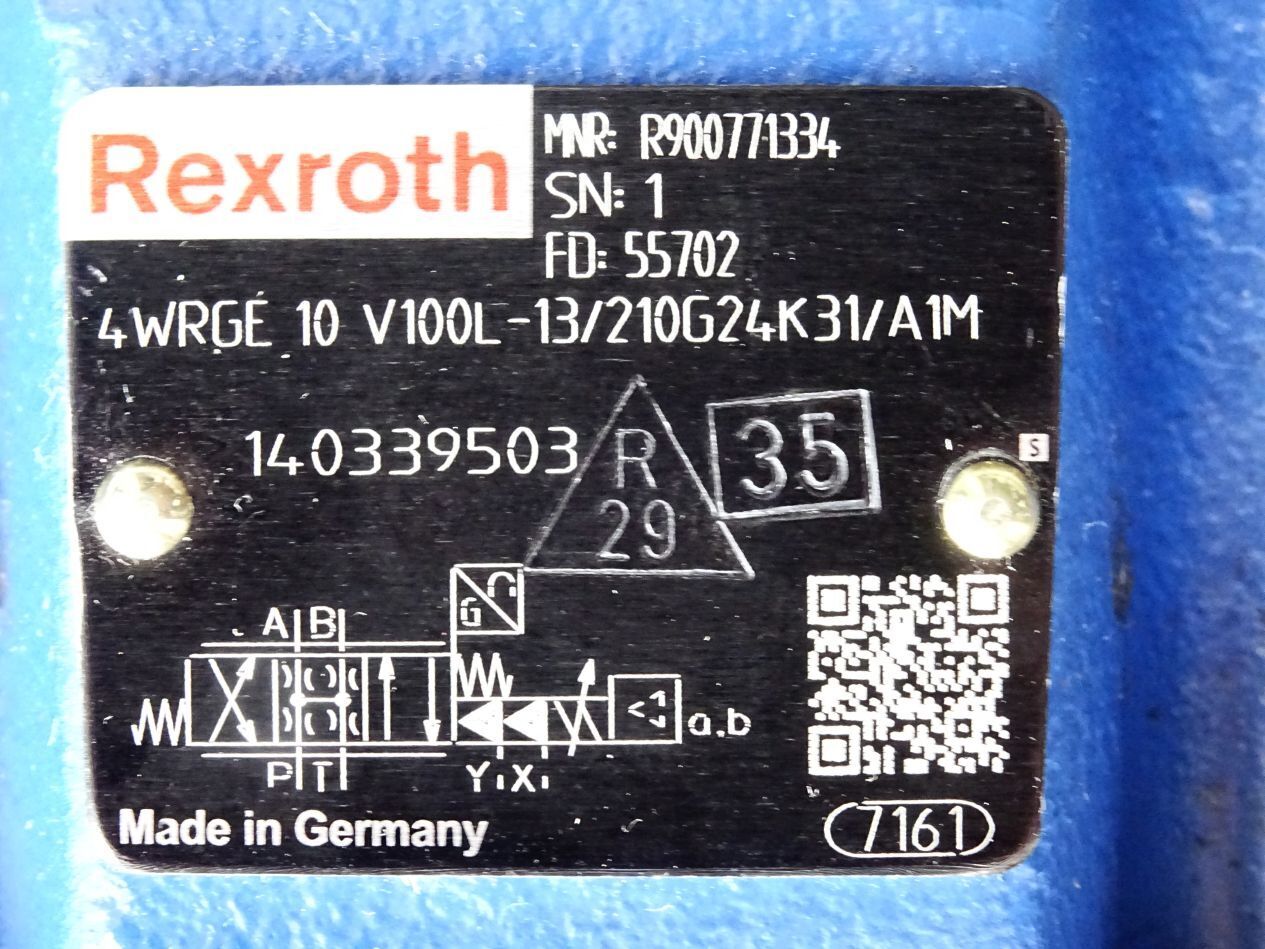 Rexroth
MNR: R900771334
SN: 1
FD: 55702
4WRGE 10 V100L-13/210G24K31/A1M
140339503
R
29
35
S
G
A B
a,b
P T
Y X
Made in Germany
7161